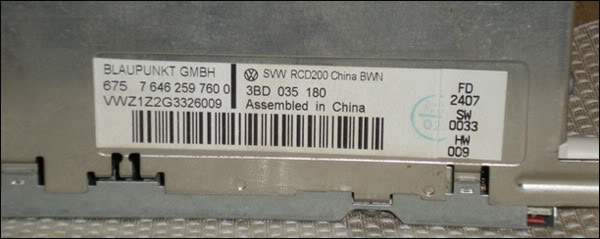 BLAUPUNKT GMBH
675 7 646 259 760 0
VWZ1Z2G3326009
SVW RCD200 China BWN
3BD 035 180
Assembled in China
FD
2407
SW
0033
HW
009